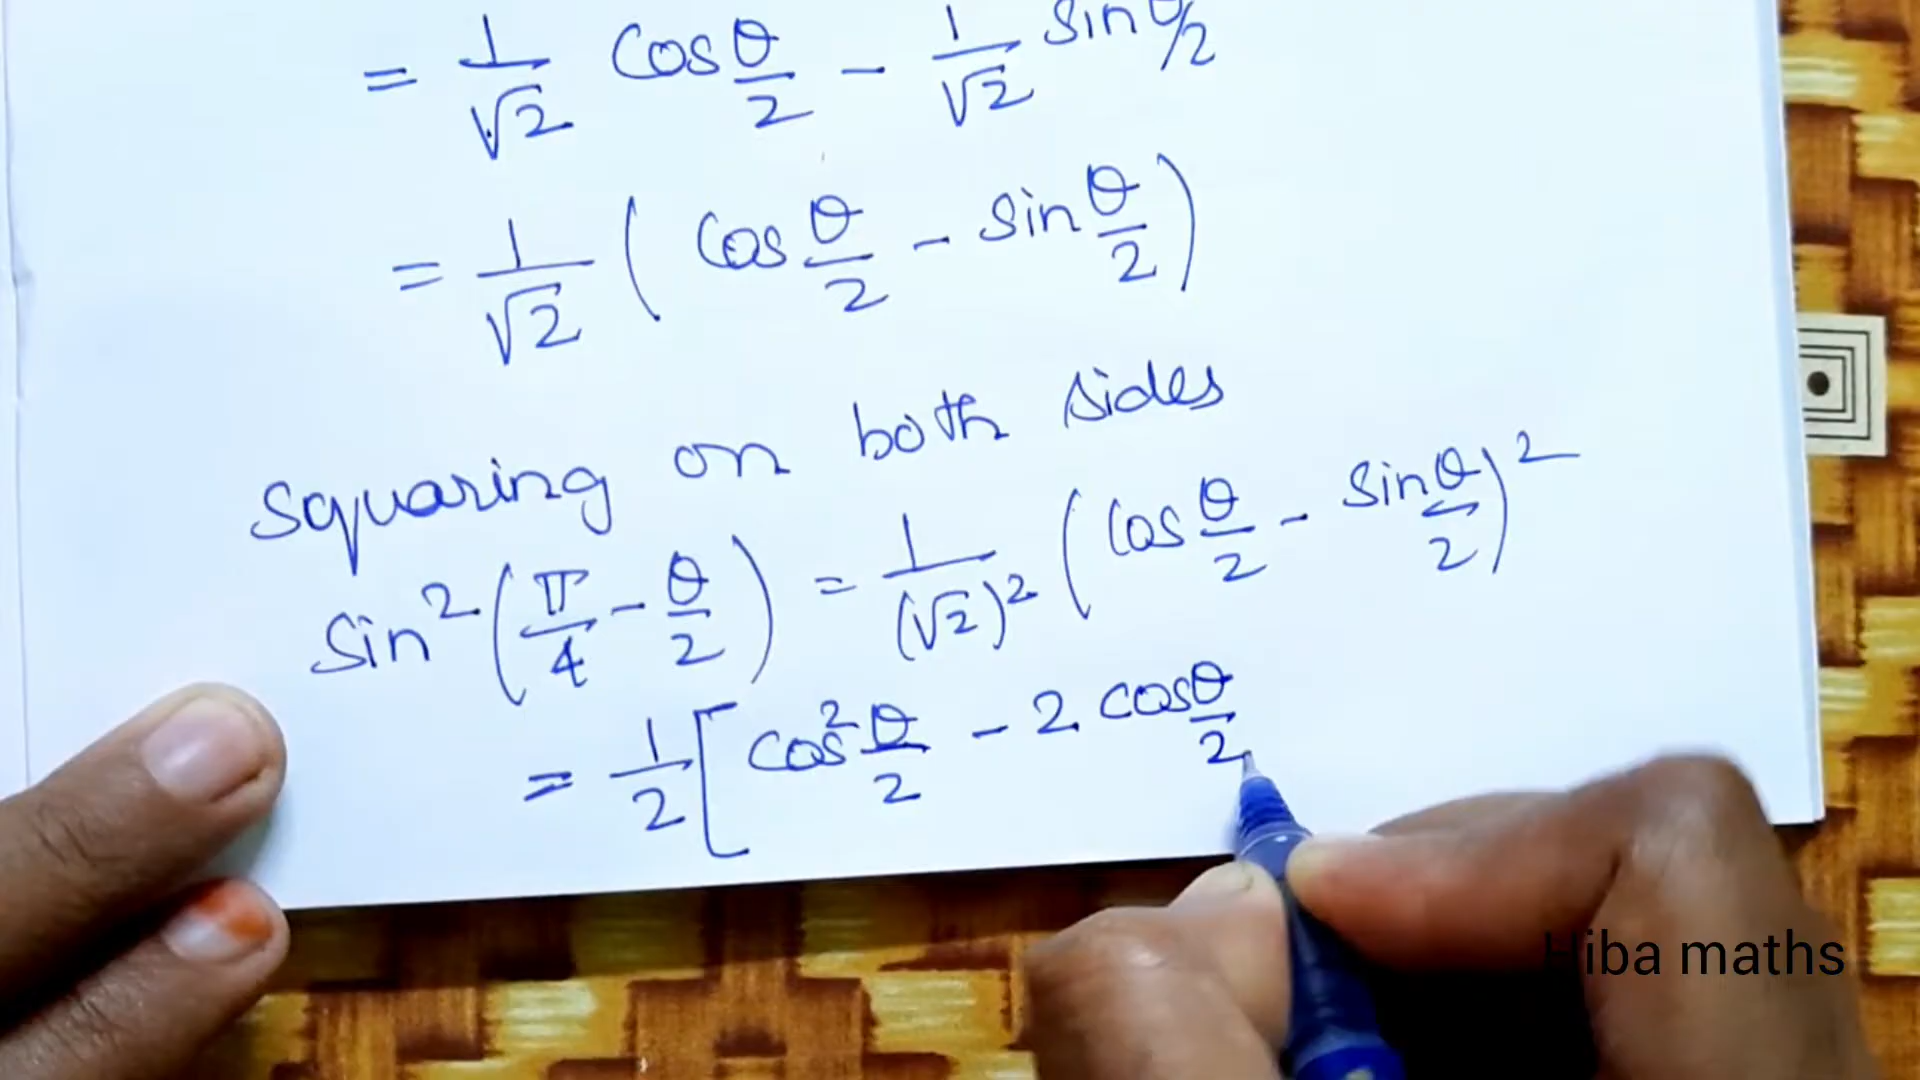 = 1/√2 cos θ/2 - 1/√2 sin θ/2
= 1/√2 ( cos θ/2 - sin θ/2 )
squaring on both sides
sin² ( π/4 - θ/2 ) = 1/(√2)² ( cos θ/2 - sin θ/2 )²
= 1/2 [ cos² θ/2 - 2 cos θ/2
Hiba maths